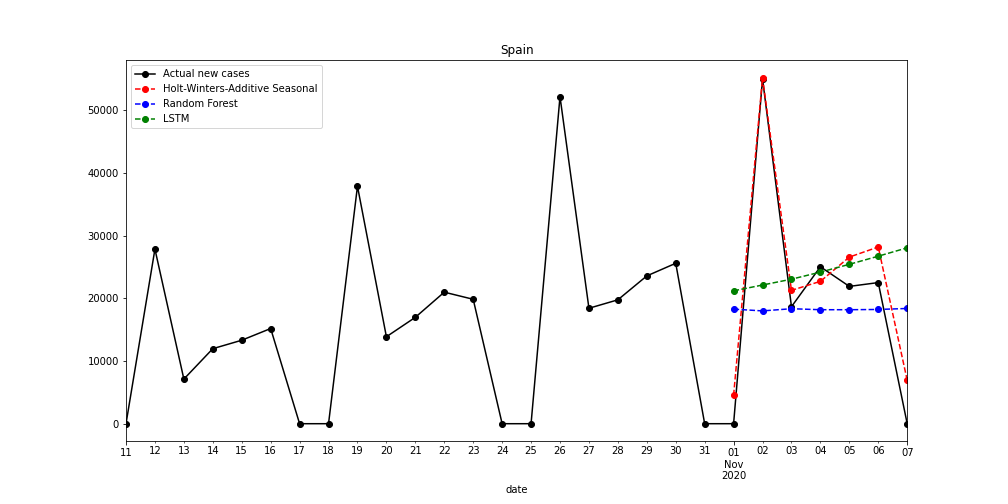 Spain
Actual new cases
Holt-Winters-Additive Seasonal
Random Forest
LSTM
50000
40000
30000
20000
10000
0
11 12 13 14 15 16 17 18 19 20 21 22 23 24 25 26 27 28 29 30 31 01 02 03 04 05 06 07
Nov
2020
date